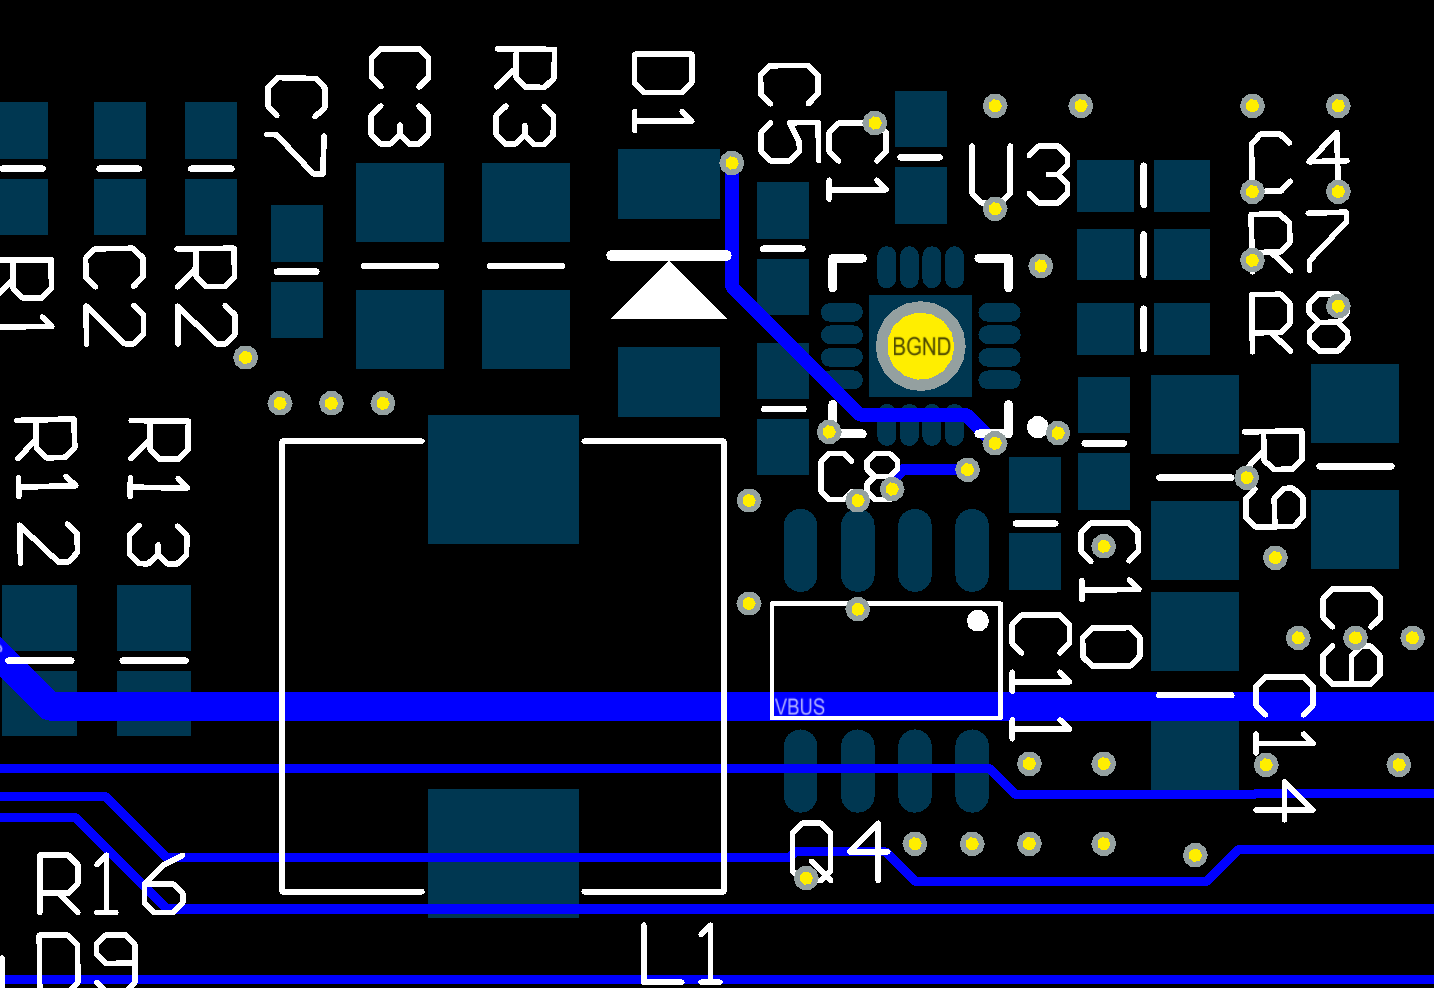 C7
C3
R3
D1
C5
C1
U3
C4
R7
R8
R1
C2
R2
BGND
R12
R13
C8
R9
C10
C11
C9
C14
VBUS
Q4
R16
D9
L1